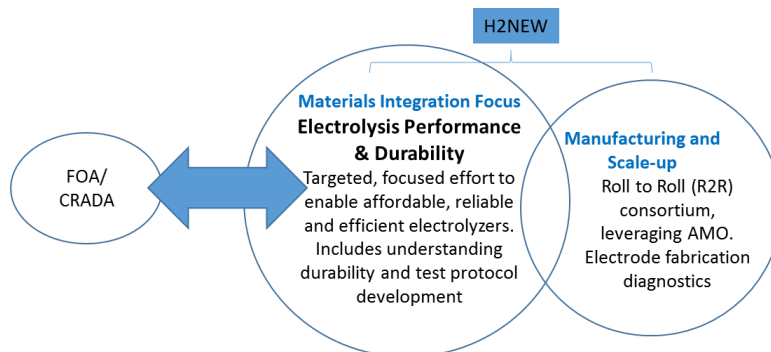 H2NEW
Materials Integration Focus
Electrolysis Performance
& Durability
Targeted, focused effort to
enable affordable, reliable
and efficient electrolyzers.
Includes understanding
durability and test protocol
development
Manufacturing and
Scale-up
Roll to Roll (R2R)
consortium,
leveraging AMO.
Electrode fabrication
diagnostics
FOA/
CRADA